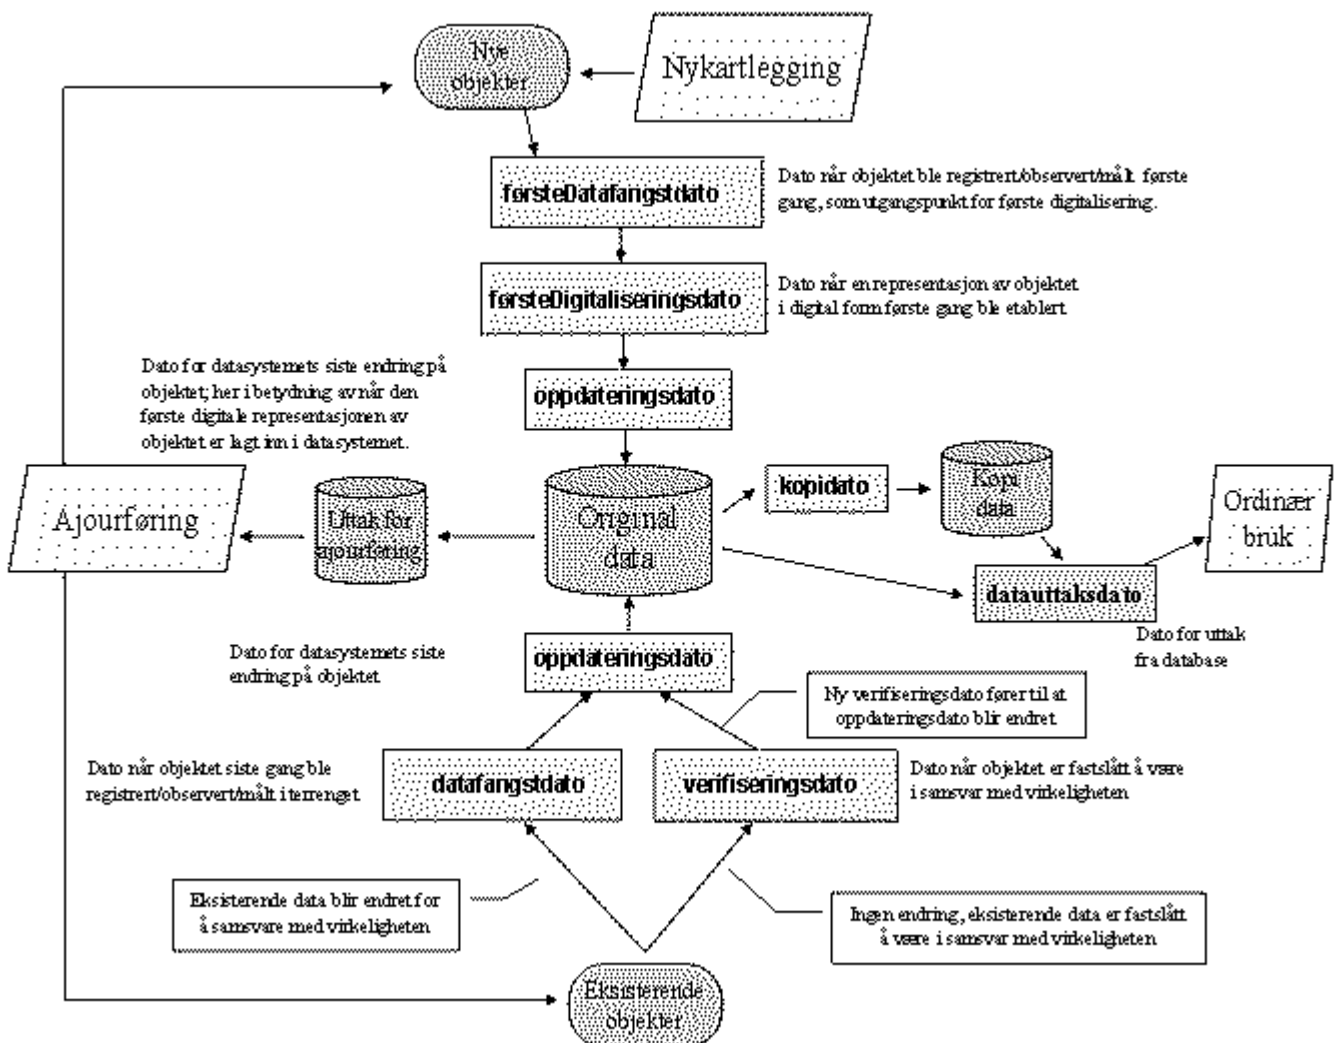 Nye
objekter
Nykartlegging
førsteDatafangstdato
Dato når objektet ble registrert/observert/målt første
gang, som utgangspunkt for første digitalisering.
førsteDigitaliseringsdato
Dato når en representasjon av objektet
i digital form første gang ble etablert
Dato for datasystemets siste endring på
objektet; her i betydning av når den
første digitale representasjonen av
objektet er lagt inn i datasystemet.
oppdateringsdato
Ajourføring
Uttak for
ajourføring
Original
data
kopidato
Kopi
data
Ordinær
bruk
datauttaksdato
Dato for uttak
fra database
Dato for datasystemets siste
endring på objektet
oppdateringsdato
Ny verifiseringsdato fører til at
oppdateringsdato blir endret
Dato når objektet siste gang ble
registrert/observert/målt i terrenget
datafangstdato
verifiseringsdato
Dato når objektet er fastslått å være
i samsvar med virkeligheten
Eksisterende data blir endret for
å samsvare med virkeligheten
Ingen endring, eksisterende data er fastslått
å være i samsvar med virkeligheten
Eksisterende
objekter